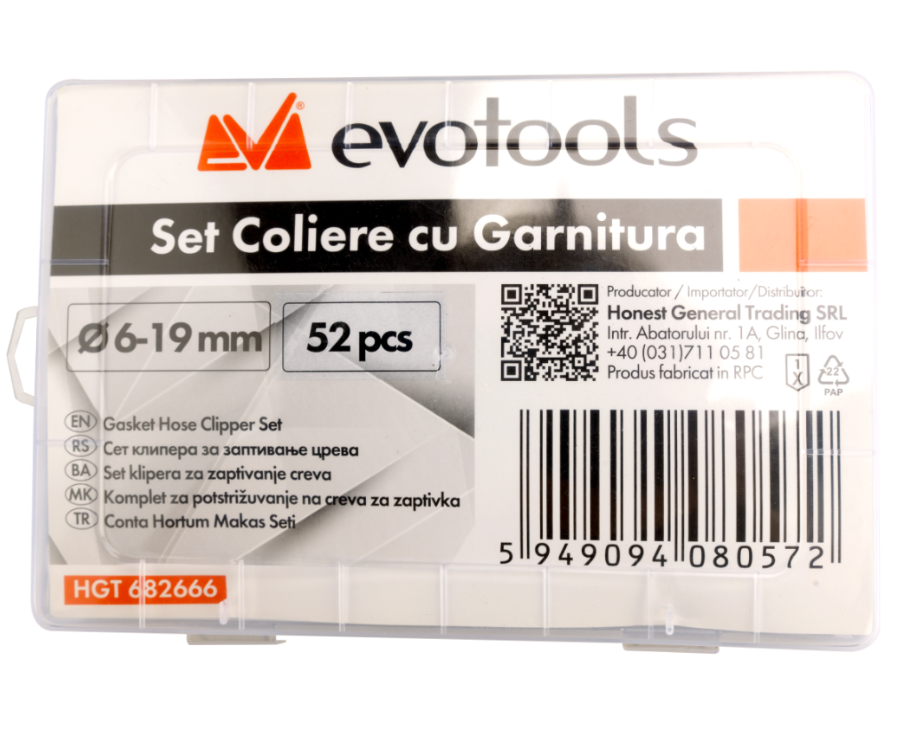 evotools
Set Coliere cu Garnitura
Ø 6-19 mm
52 pcs
Producator / Importator/Distribuitor:
Honest General Trading SRL
Intr. Abatorului nr. 1A, Glina, Ilfov
+40 (031)711 05 81
Produs fabricat in RPC
1
X
22
PAP
EN Gasket Hose Clipper Set
RS Сет клипера за заптивање црева
BA Set klipera za zaptivanje creva
MK Komplet za potstrižuvanje na creva za zaptivka
TR Conta Hortum Makas Seti
5 949094 080572
HGT 682666